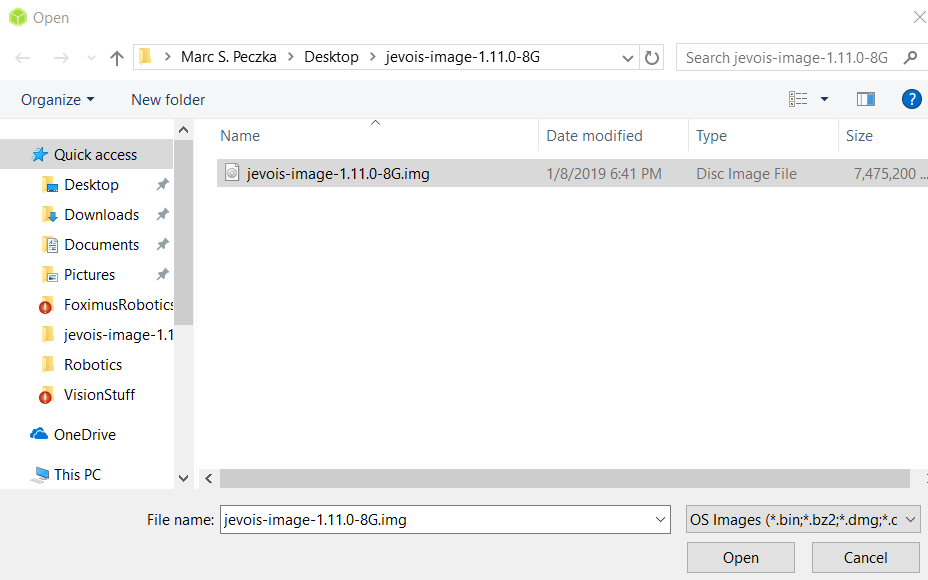 Open
Marc S. Peczka > Desktop > jevois-image-1.11.0-8G
Search jevois-image-1.11.0-8G
Organize
New folder
?
Name
Date modified
Type
Size
jevois-image-1.11.0-8G.img
1/8/2019 6:41 PM
Disc Image File
7,475,200 ...
Quick access
Desktop
Downloads
Documents
Pictures
FoximusRobotics
jevois-image-1.1
Robotics
VisionStuff
OneDrive
This PC
File name:
jevois-image-1.11.0-8G.img
OS Images (*.bin;*.bz2;*.dmg;*.c
Open
Cancel